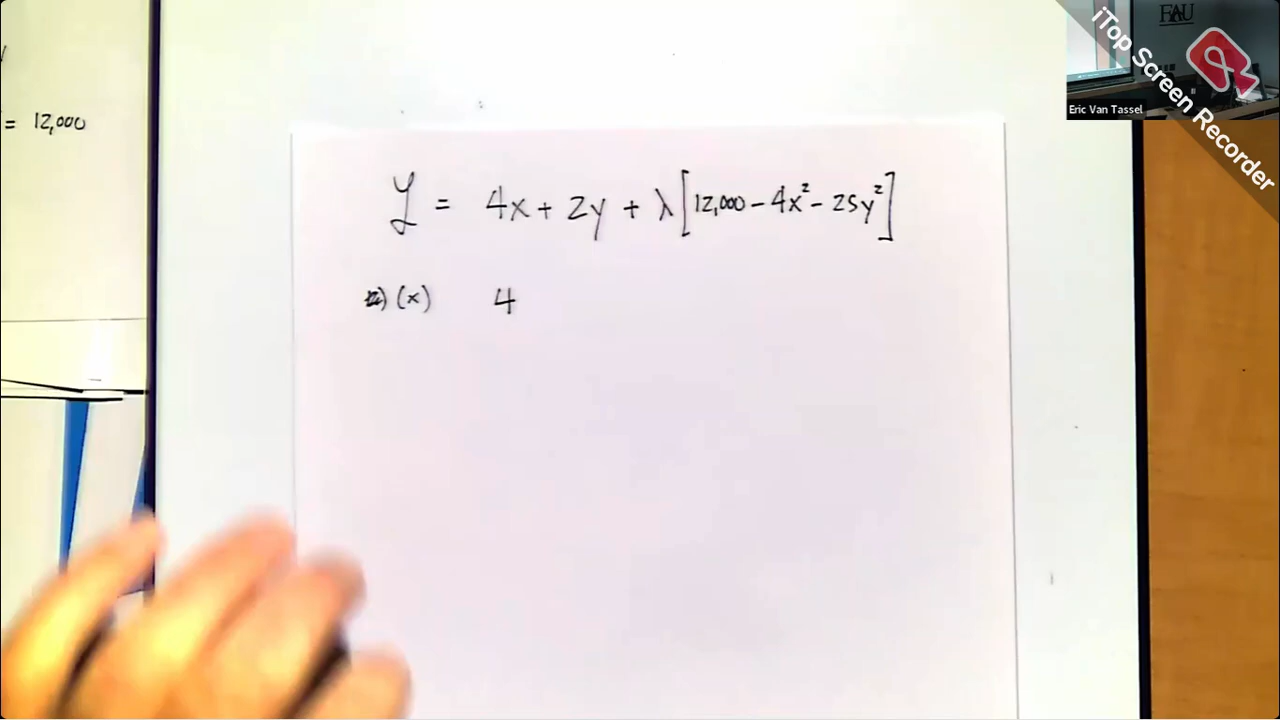 = 12,000
ℒ = 4x + 2y + λ[12,000 - 4x² - 25y²]
(x) 4
FAU
Eric Van Tassel
iTop Screen Recorder